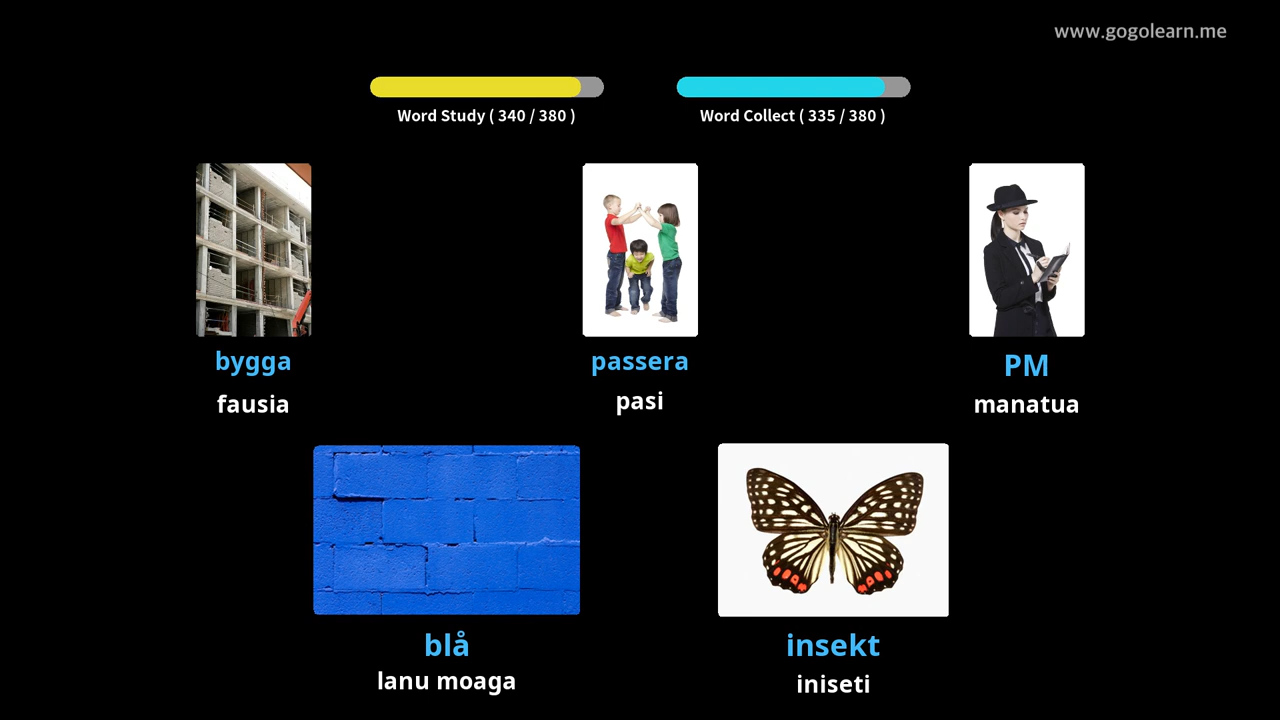 www.gogolearn.me
Word Study ( 340 / 380 )
Word Collect ( 335 / 380 )
bygga
fausia
passera
pasi
PM
manatua
blå
lanu moaga
insekt
iniseti